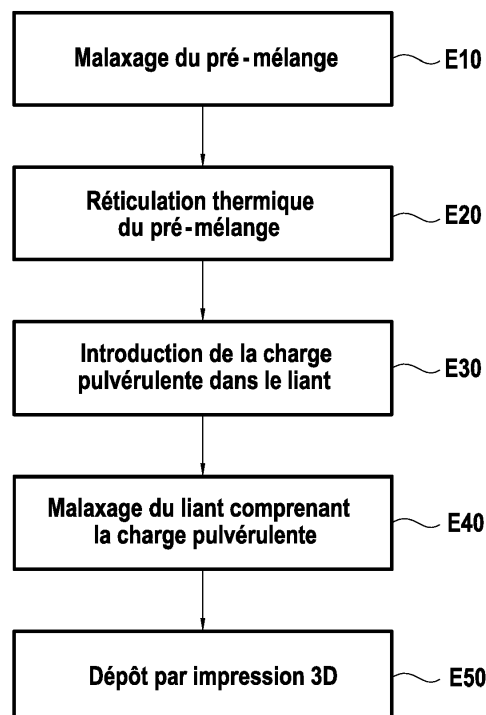 Malaxage du pré-mélange
E10
Réticulation thermique
du pré-mélange
E20
Introduction de la charge
pulvérulente dans le liant
E30
Malaxage du liant comprenant
la charge pulvérulente
E40
Dépôt par impression 3D
E50